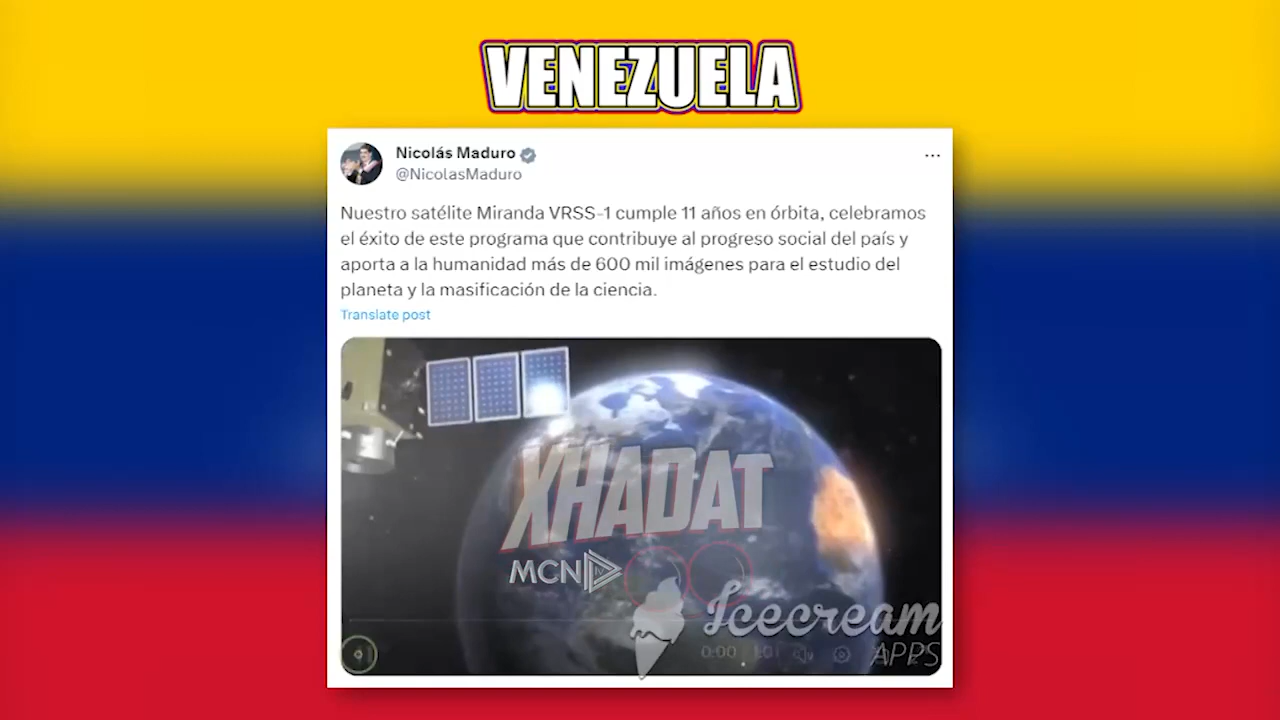 VENEZUELA
Nicolás Maduro
@NicolasMaduro
Nuestro satélite Miranda VRSS-1 cumple 11 años en órbita, celebramos
el éxito de este programa que contribuye al progreso social del país y
aporta a la humanidad más de 600 mil imágenes para el estudio del
planeta y la masificación de la ciencia.
Translate post
XHADAT
MCN TV
Icecream
APPS
0:00